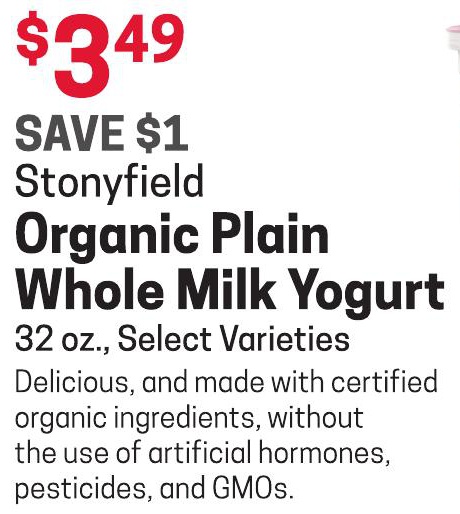 $3.49
SAVE $1
Stonyfield
Organic Plain
Whole Milk Yogurt
32 oz., Select Varieties
Delicious, and made with certified
organic ingredients, without
the use of artificial hormones,
pesticides, and GMOs.